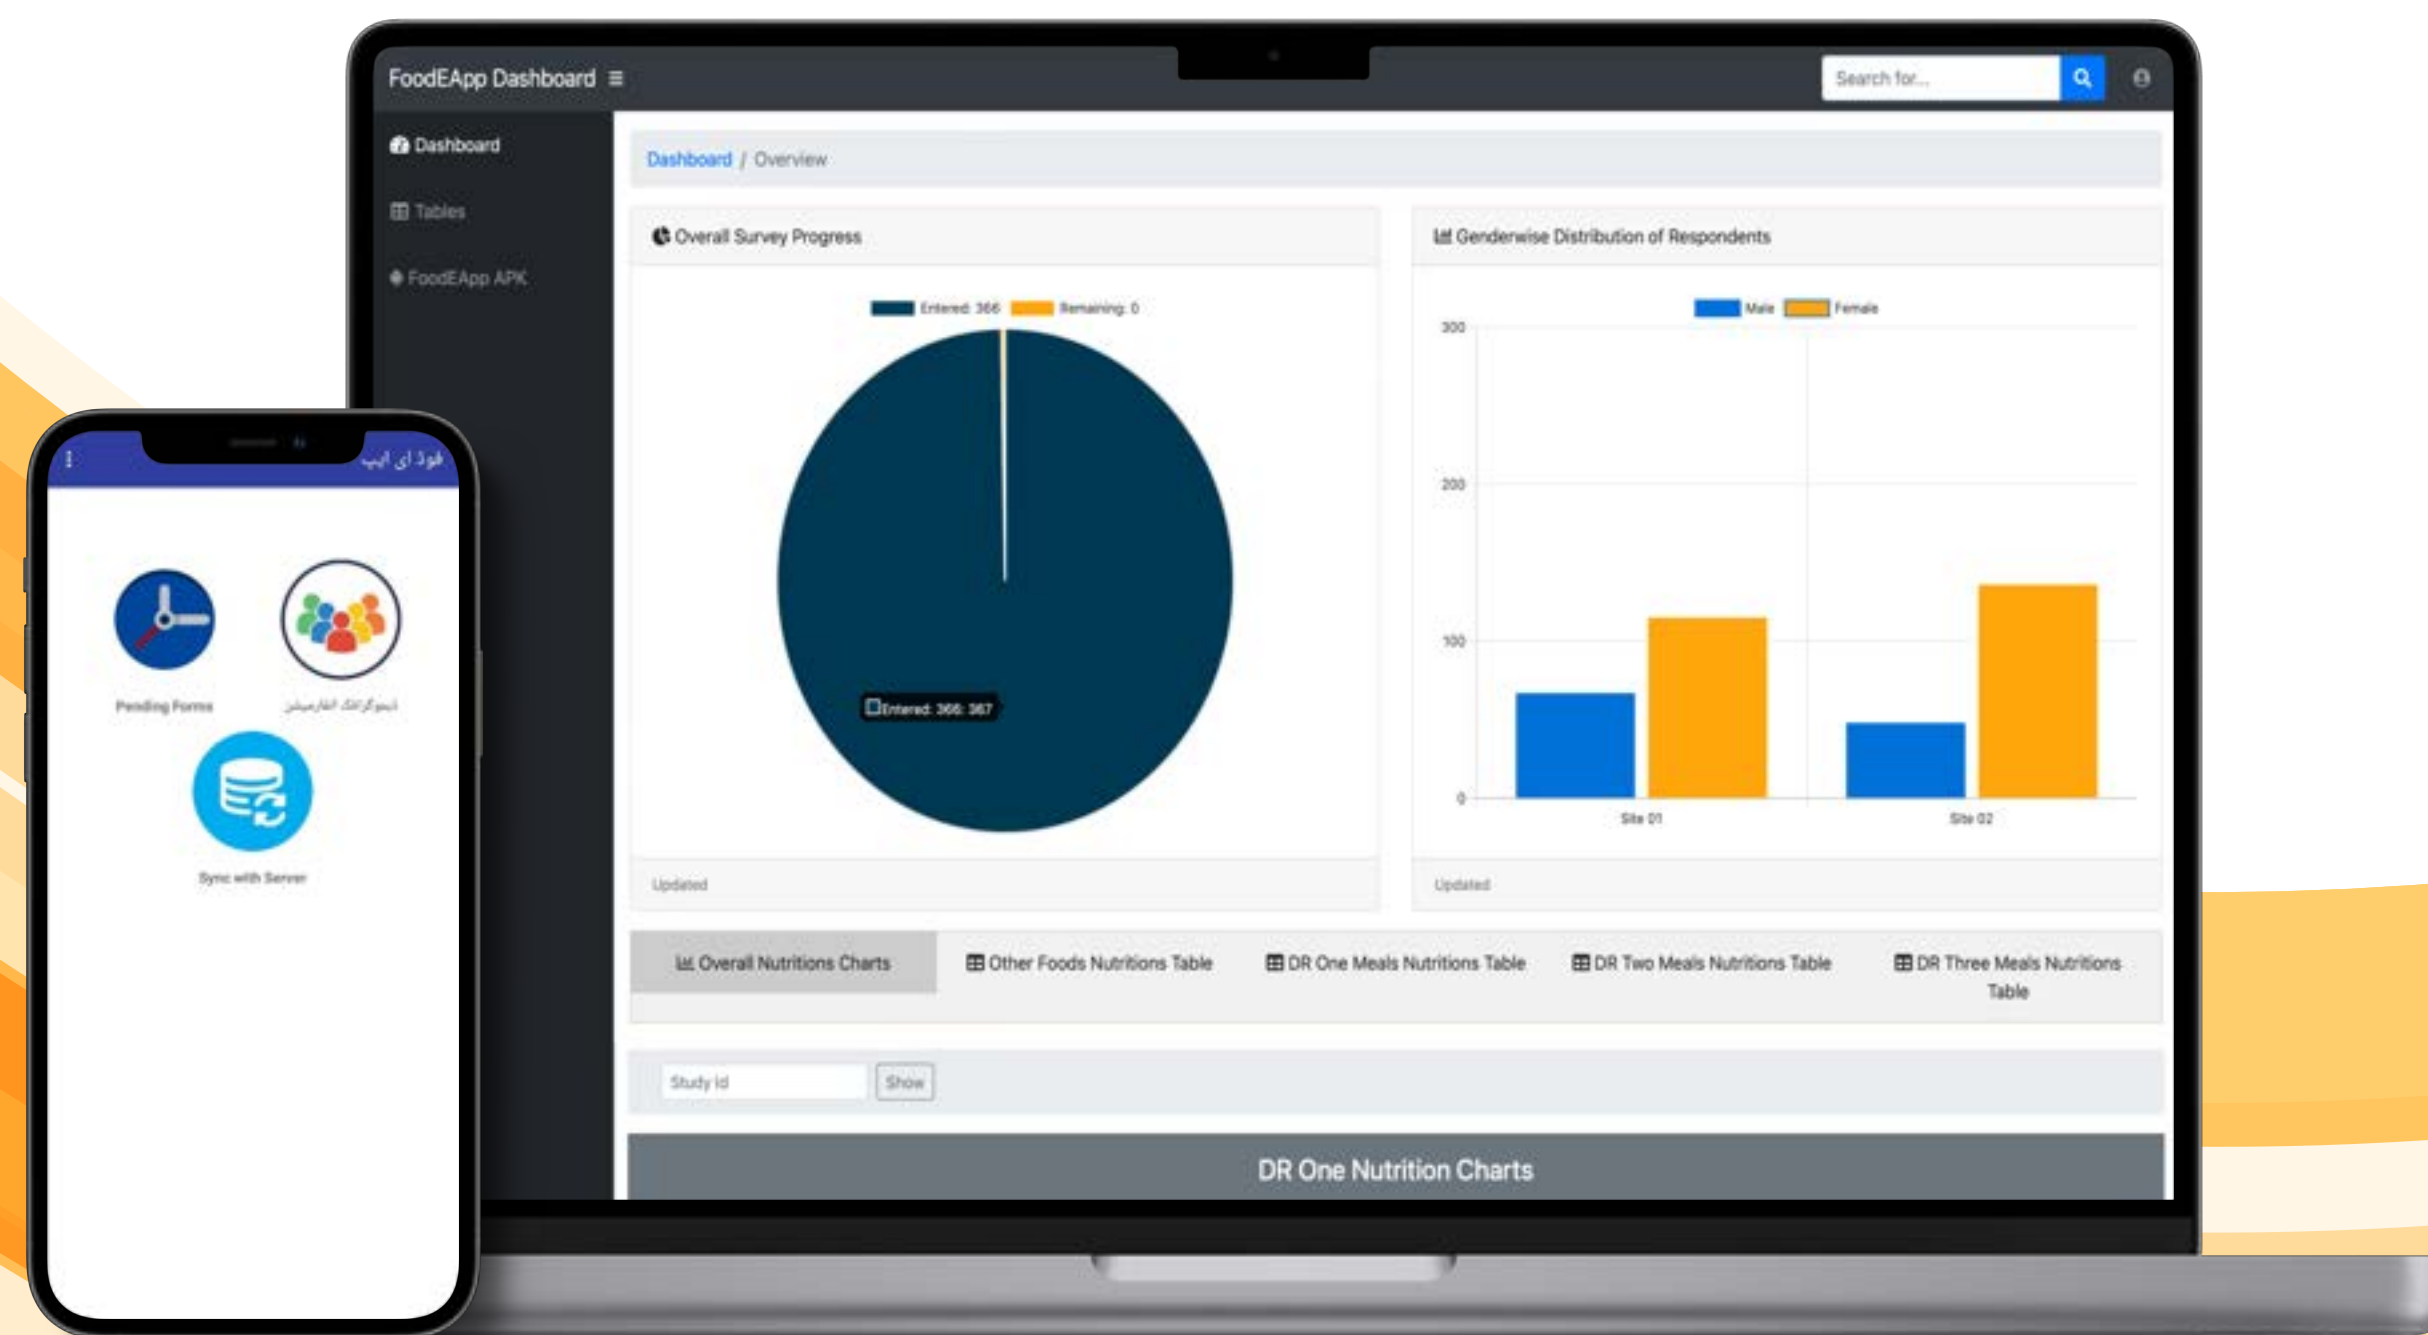 FoodEApp Dashboard
Search for...
Dashboard
Tables
FoodEApp APK
Dashboard / Overview
Overall Survey Progress
Entered: 366 Remaining: 0
Entered: 366: 367
Updated
Genderwise Distribution of Respondents
Male Female
300
200
100
0
Site 01 Site 02
Updated
Overall Nutritions Charts
Other Foods Nutritions Table
DR One Meals Nutritions Table
DR Two Meals Nutritions Table
DR Three Meals Nutritions
Table
Study id
Show
DR One Nutrition Charts
فوڈ ای ایپ
Pending Forms
ڈیموگرافک انفارمیشن
Sync with Server